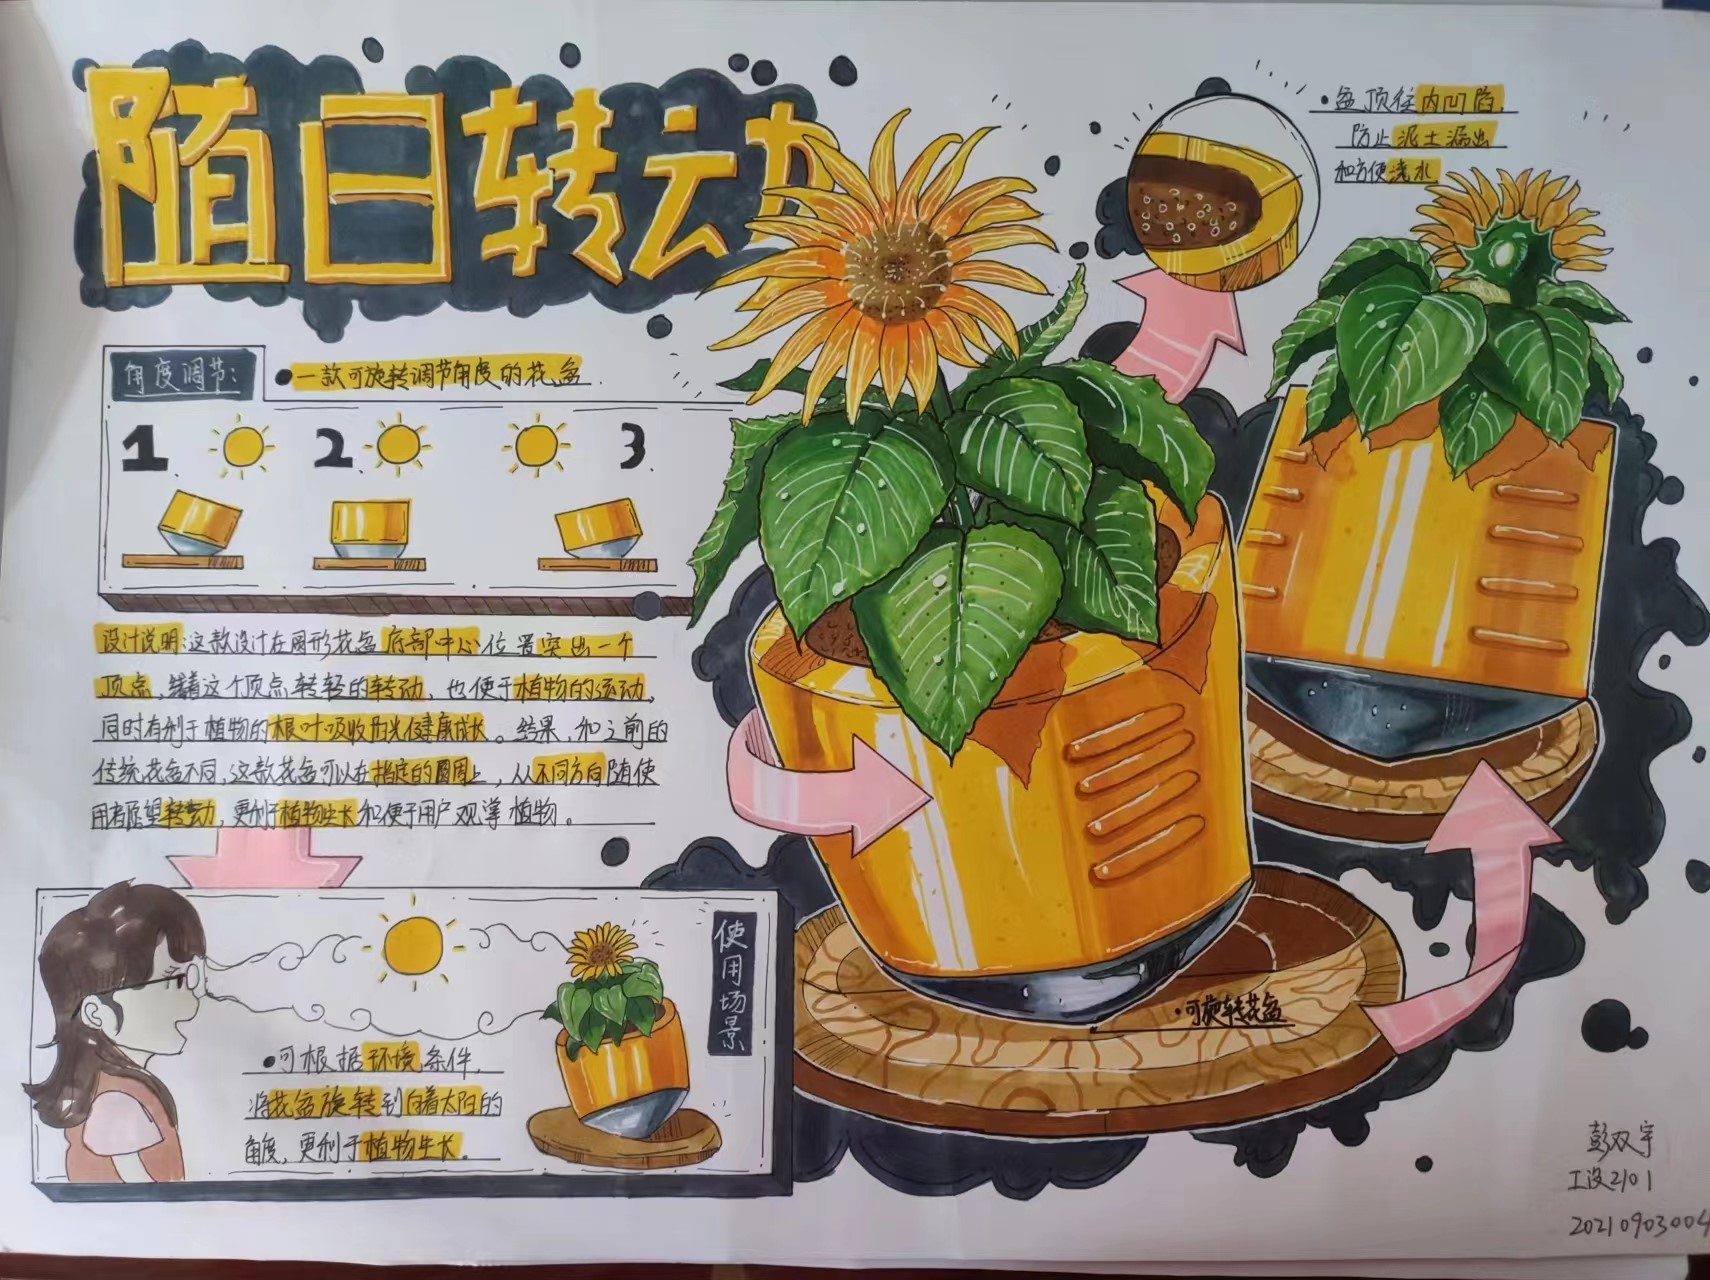 随日转动
盆顶往内凹陷,
防止泥土漏出
和方便浇水.
角度调节:
一款可旋转调节角度的花盆.
1. 2. 3.
设计说明:这款设计在圆形花盆底部中心位置突出一个
顶点,绕着这个顶点转轻的转动,也便于植物的运动,
同时有利于植物的根叶吸收阳光健康成长。结果,和之前的
传统花盆不同,这款花盆可以在指定的圆周上,从不同方向随使
用者愿望转动,更利于植物生长和便于用户观掌植物。
使用场景
可根据环境条件,
将花盆旋转到向着太阳的
角度,更利于植物生长。
可旋转花盆
彭双宇
工设2101
20210903004